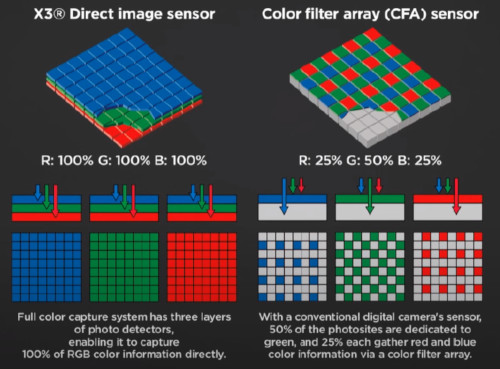 X3® Direct image sensor
R: 100% G: 100% B: 100%
Full color capture system has three layers
of photo detectors,
enabling it to capture
100% of RGB color information directly.
Color filter array (CFA) sensor
R: 25% G: 50% B: 25%
With a conventional digital camera's sensor,
50% of the photosites are dedicated to
green, and 25% each gather red and blue
color information via a color filter array.